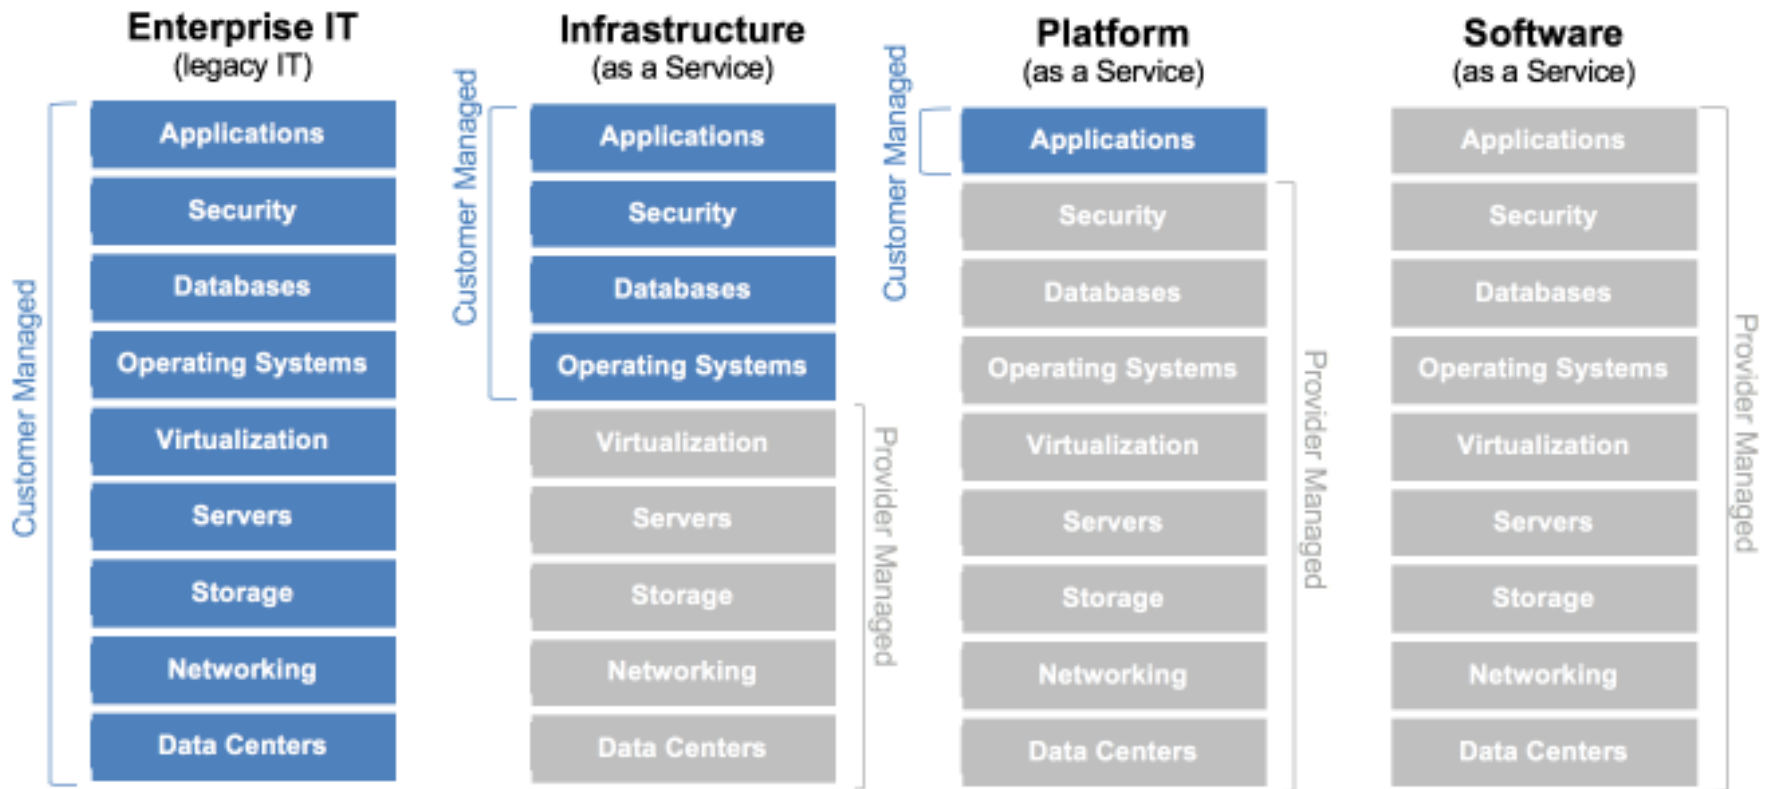 Enterprise IT
(legacy IT)
Customer Managed
Applications
Security
Databases
Operating Systems
Virtualization
Servers
Storage
Networking
Data Centers
Infrastructure
(as a Service)
Customer Managed
Applications
Security
Databases
Operating Systems
Virtualization
Servers
Storage
Networking
Data Centers
Provider Managed
Platform
(as a Service)
Customer Managed
Applications
Security
Databases
Operating Systems
Virtualization
Servers
Storage
Networking
Data Centers
Provider Managed
Software
(as a Service)
Applications
Security
Databases
Operating Systems
Virtualization
Servers
Storage
Networking
Data Centers
Provider Managed